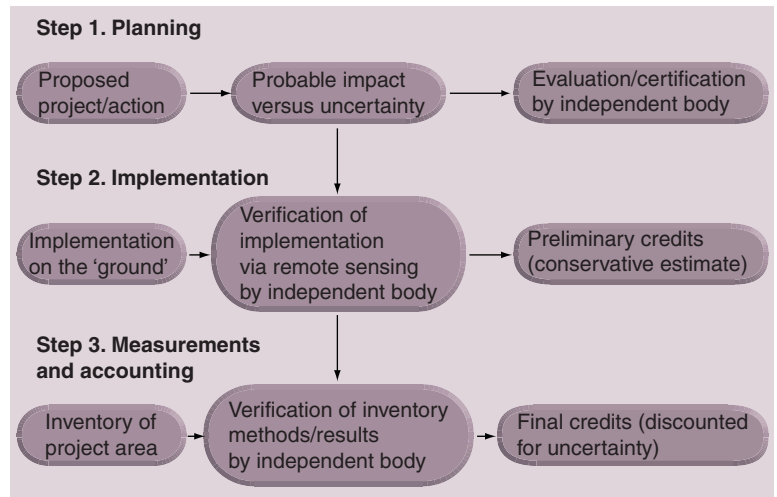 Step 1. Planning
Proposed
project/action
Probable impact
versus uncertainty
Evaluation/certification
by independent body
Step 2. Implementation
Implementation
on the ‘ground’
Verification of
implementation
via remote sensing
by independent body
Preliminary credits
(conservative estimate)
Step 3. Measurements
and accounting
Inventory of
project area
Verification of inventory
methods/results
by independent body
Final credits (discounted
for uncertainty)